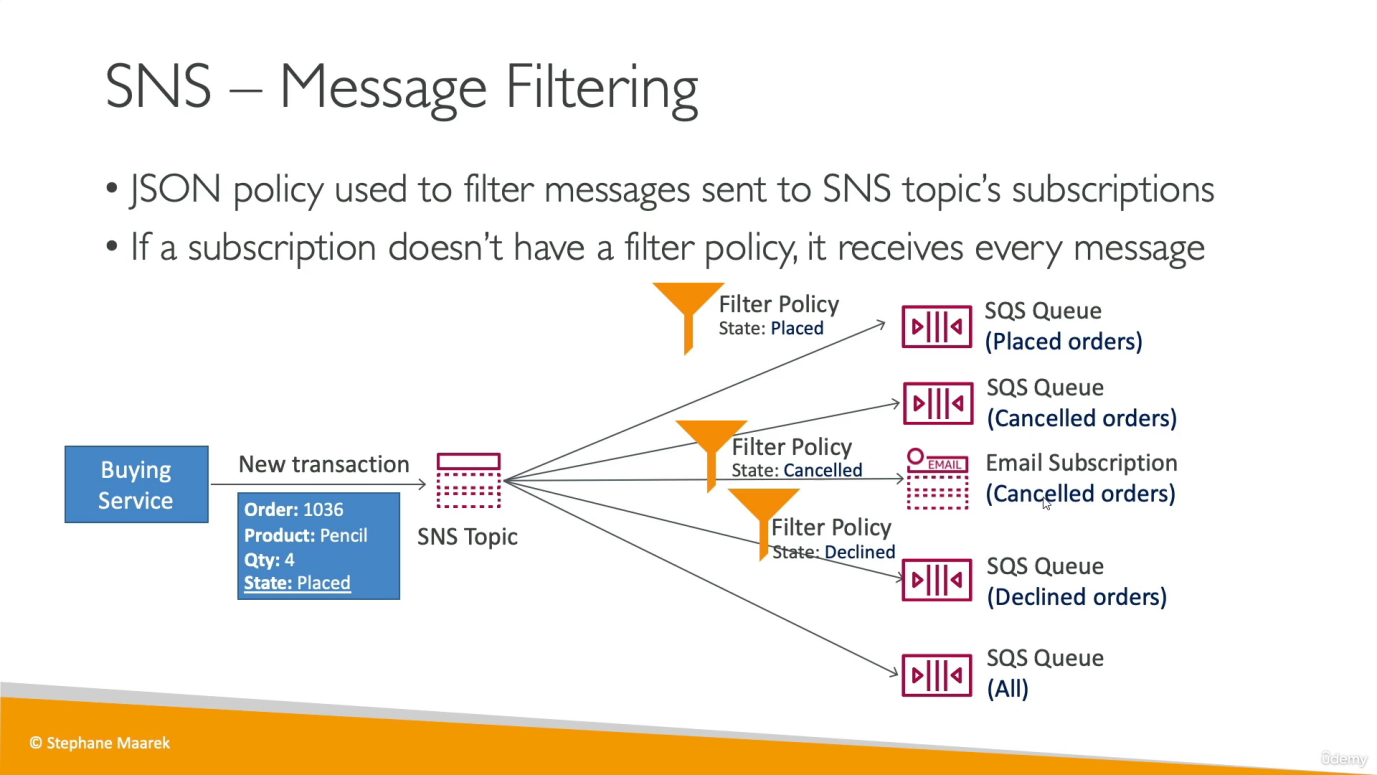 SNS – Message Filtering
• JSON policy used to filter messages sent to SNS topic's subscriptions
• If a subscription doesn't have a filter policy, it receives every message
Filter Policy
State: Placed
SQS Queue
(Placed orders)
SQS Queue
(Cancelled orders)
Filter Policy
State: Cancelled
EMAIL
Email Subscription
(Cancelled orders)
Buying
Service
New transaction
Order: 1036
Product: Pencil
Qty: 4
State: Placed
SNS Topic
Filter Policy
State: Declined
SQS Queue
(Declined orders)
SQS Queue
(All)
© Stephane Maarek
ûdemy